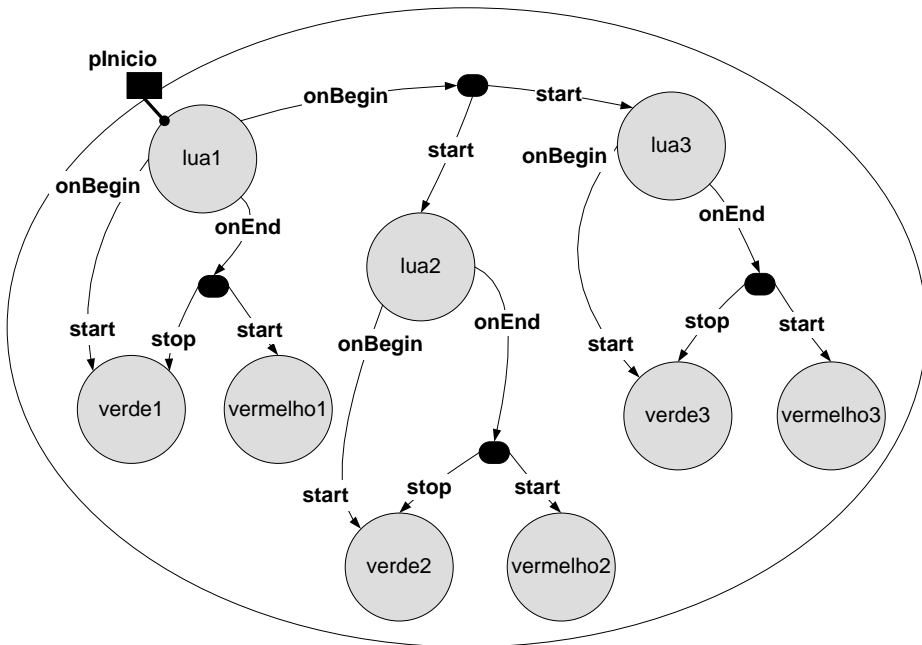 pInicio
onBegin
start
lua1
lua3
start
onBegin
onBegin
onEnd
onEnd
lua2
onEnd
start
stop
start
onBegin
stop
start
start
verde1
vermelho1
verde3
vermelho3
start
stop
start
verde2
vermelho2